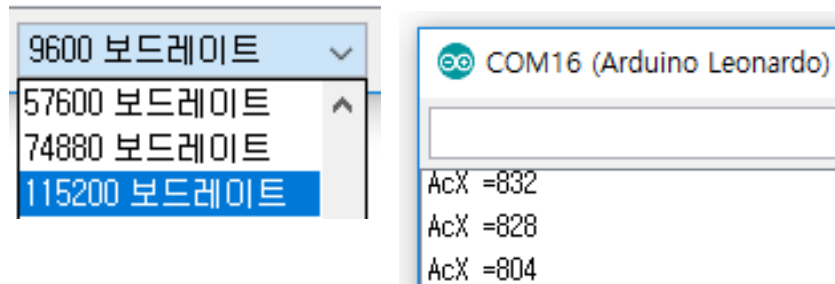 9600 보드레이트
57600 보드레이트
74880 보드레이트
115200 보드레이트
COM16 (Arduino Leonardo)
AcX =832
AcX =828
AcX =804